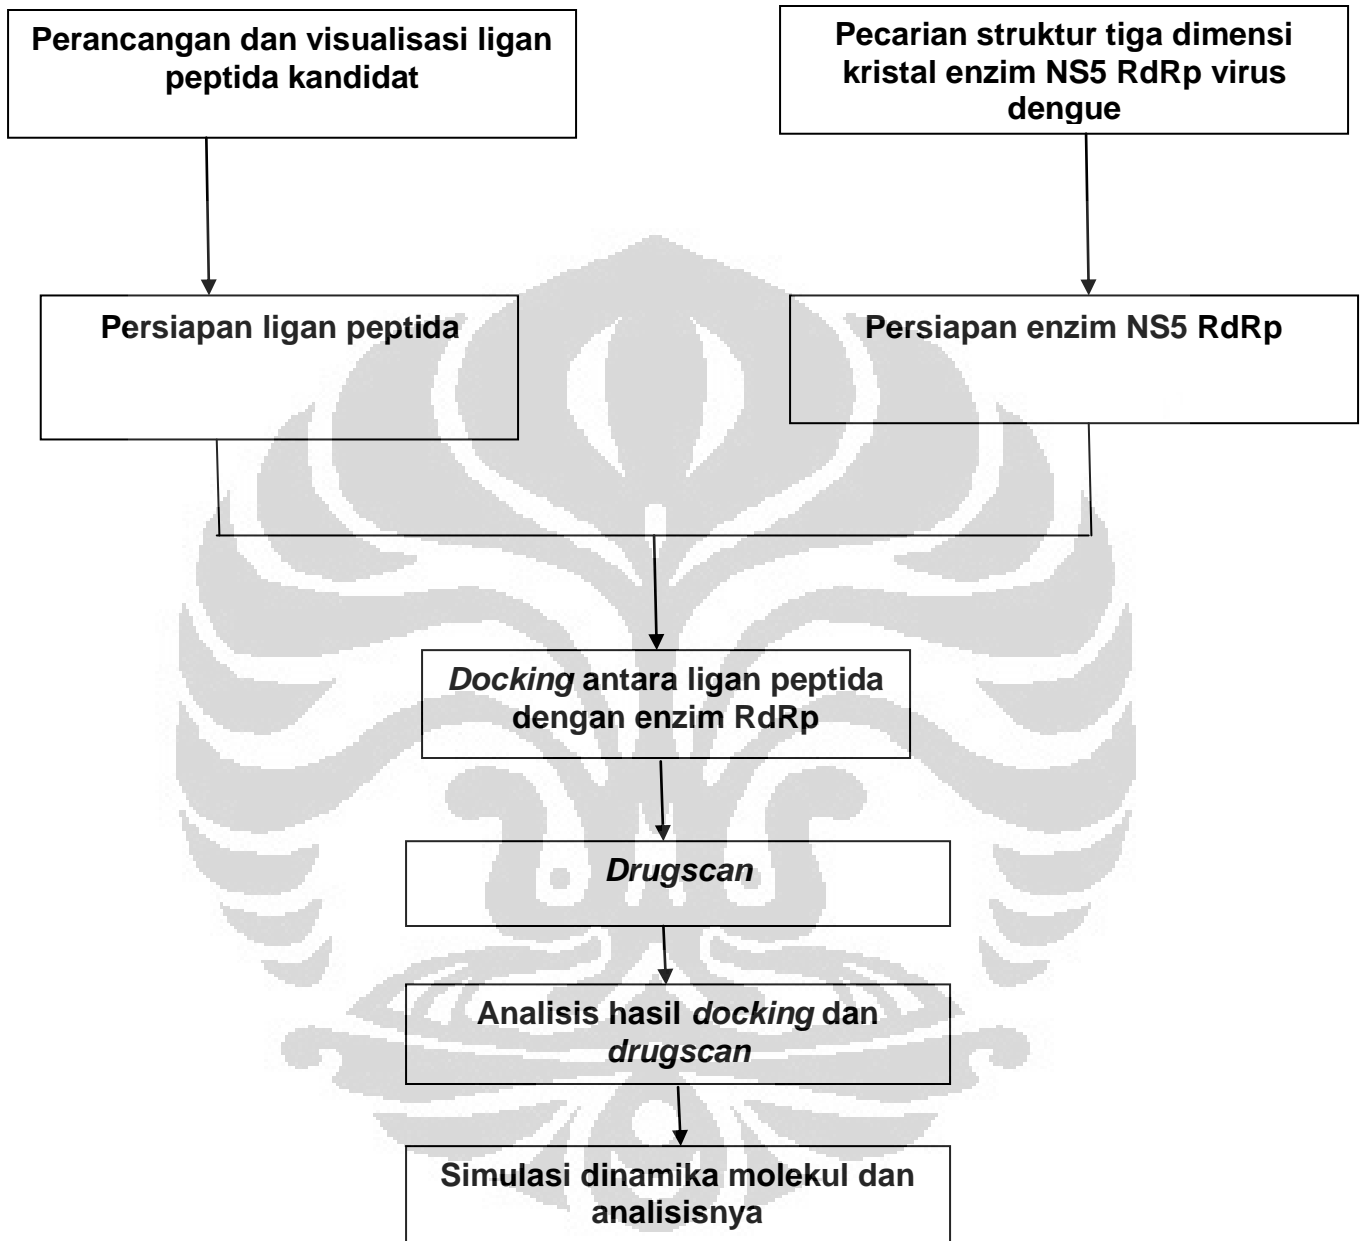 Perancangan dan visualisasi ligan
peptida kandidat
Pecarian struktur tiga dimensi
kristal enzim NS5 RdRp virus
dengue
Persiapan ligan peptida
Persiapan enzim NS5 RdRp
Docking antara ligan peptida
dengan enzim RdRp
Drugscan
Analisis hasil docking dan
drugscan
Simulasi dinamika molekul dan
analisisnya